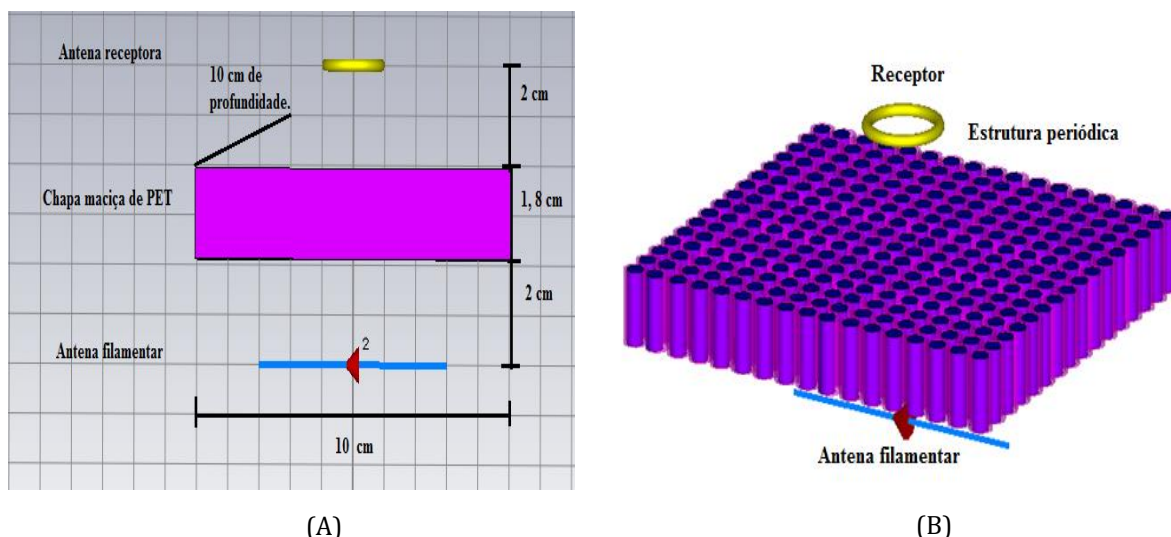 Antena receptora
10 cm de
profundidade.
2 cm
Chapa maciça de PET
1, 8 cm
2 cm
Antena filamentar
2
10 cm
(A)
Receptor
Estrutura periódica
Antena filamentar
(B)